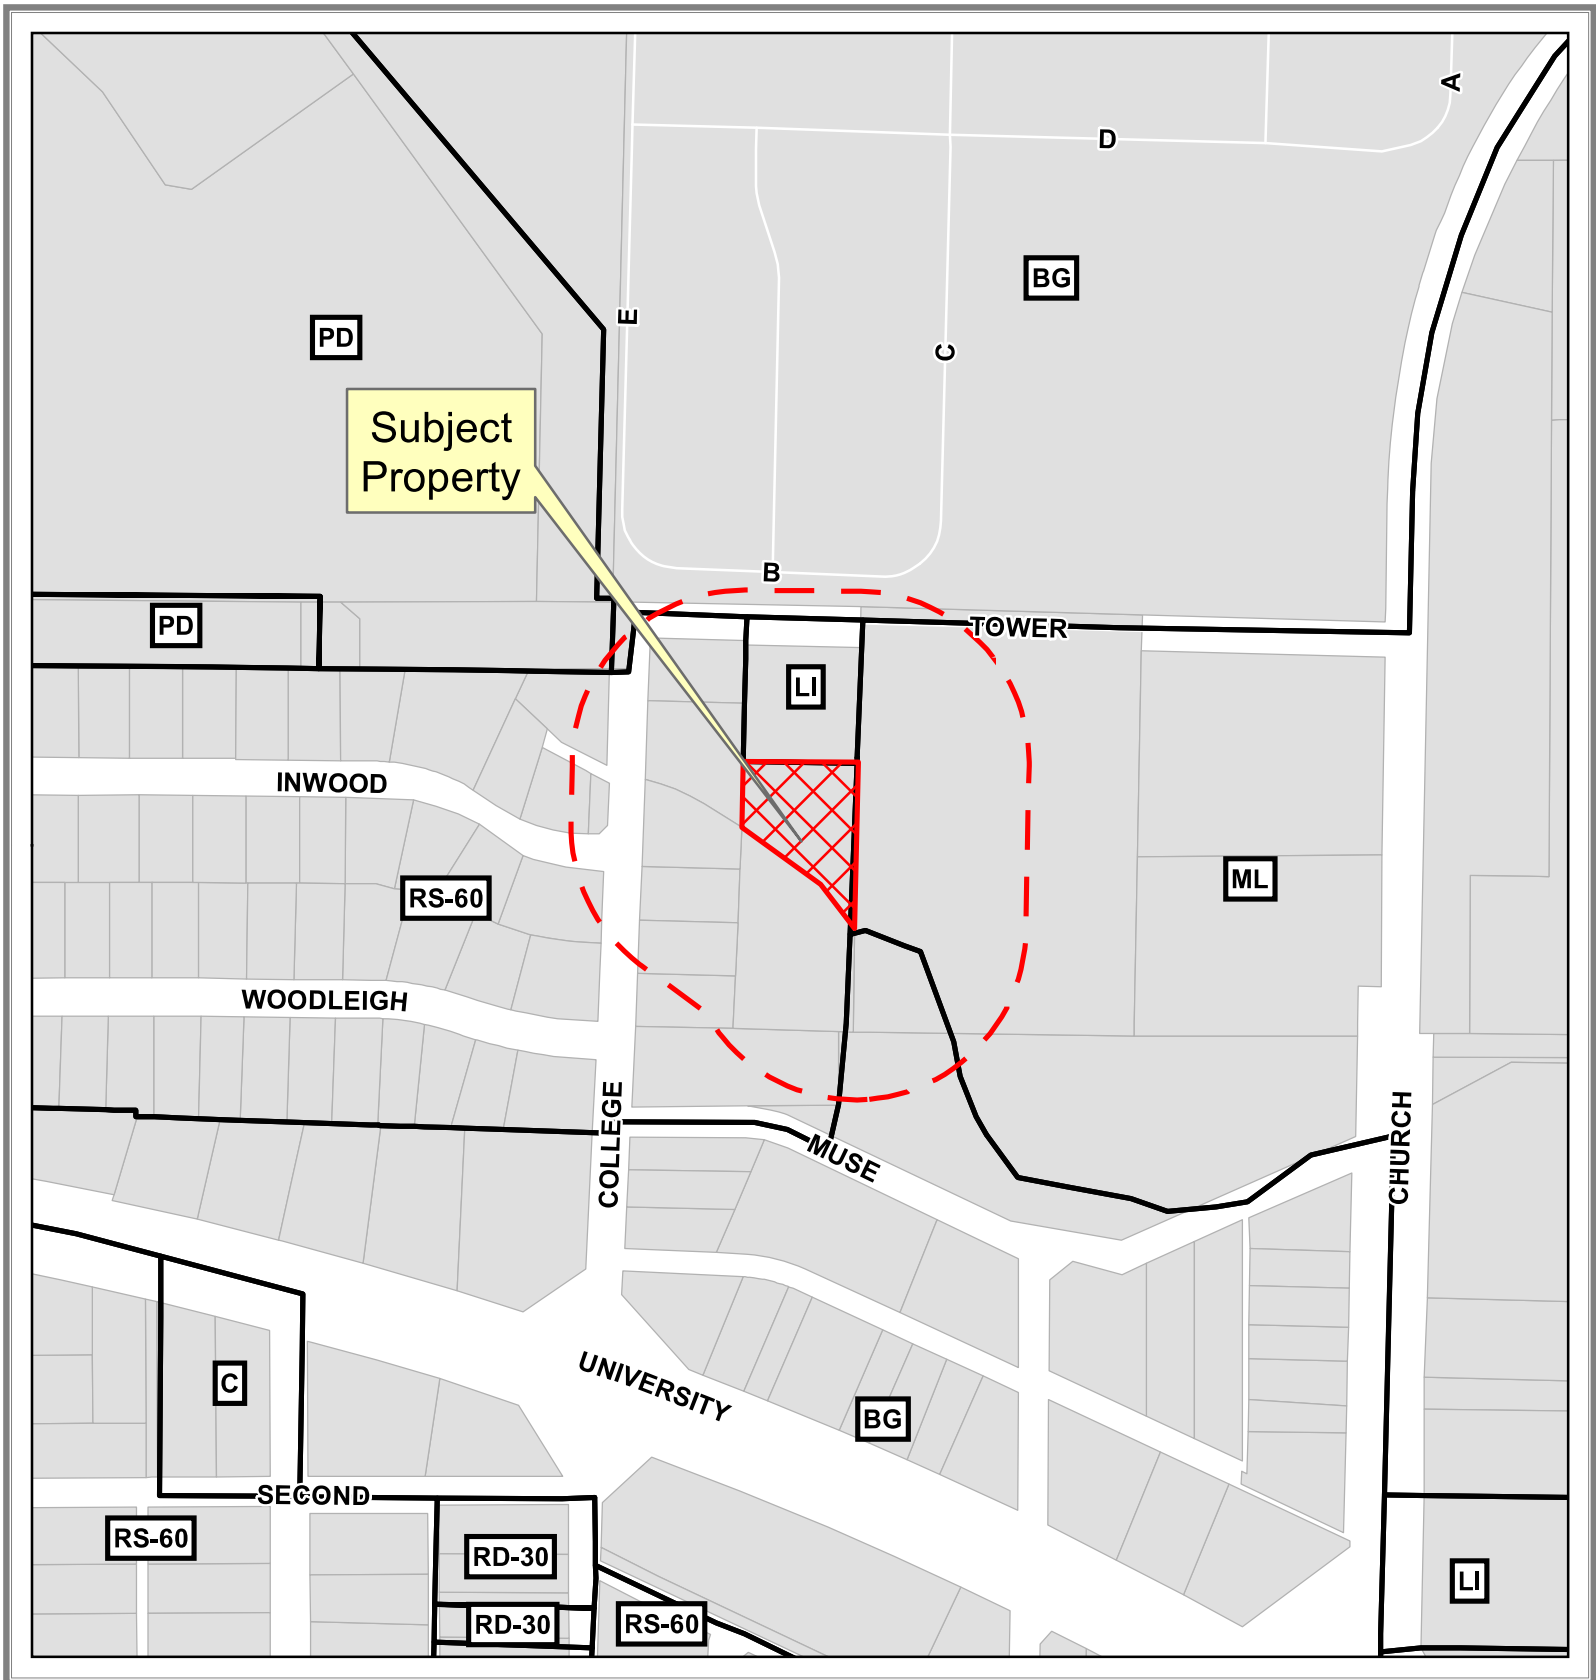 A
D
BG
E
PD
C
Subject
Property
B
PD
TOWER
LI
INWOOD
ML
RS-60
WOODLEIGH
COLLEGE
CHURCH
MUSE
UNIVERSITY
C
BG
SECOND
RS-60
RD-30
LI
RD-30
RS-60